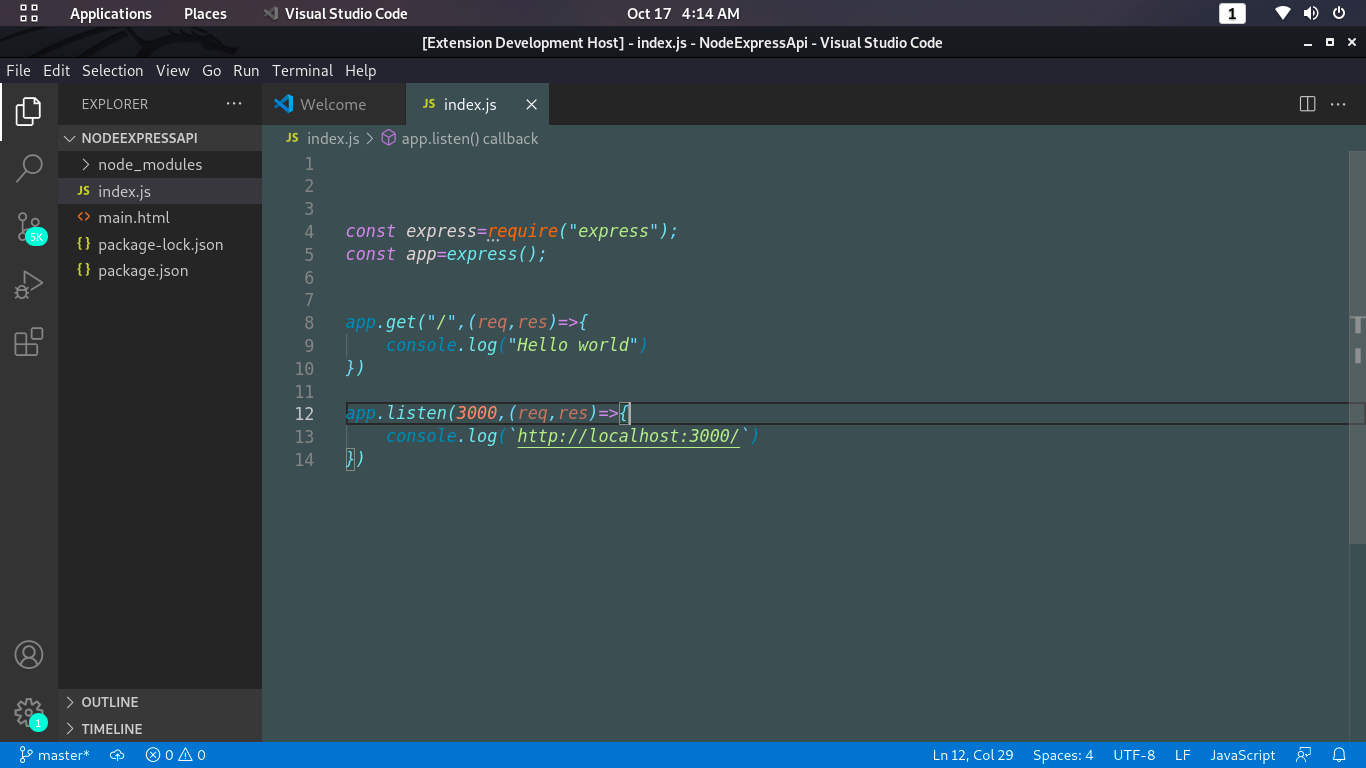 Applications Places Visual Studio Code Oct 17 4:14 AM 1
[Extension Development Host] - index.js - NodeExpressApi - Visual Studio Code
File Edit Selection View Go Run Terminal Help
EXPLORER ··· Welcome JS index.js
NODEEXPRESSAPI
JS index.js > app.listen() callback
node_modules
JS index.js
<> main.html
{} package-lock.json
{} package.json
5K
1
2
3
4 const express=require("express");
5 const app=express();
6
7
8 app.get("/",(req,res)=>{
9 console.log("Hello world")
10 })
11
12 app.listen(3000,(req,res)=>{
13 console.log(`http://localhost:3000/`)
14 })
OUTLINE
TIMELINE
1
master* 0 0 Ln 12, Col 29 Spaces: 4 UTF-8 LF JavaScript